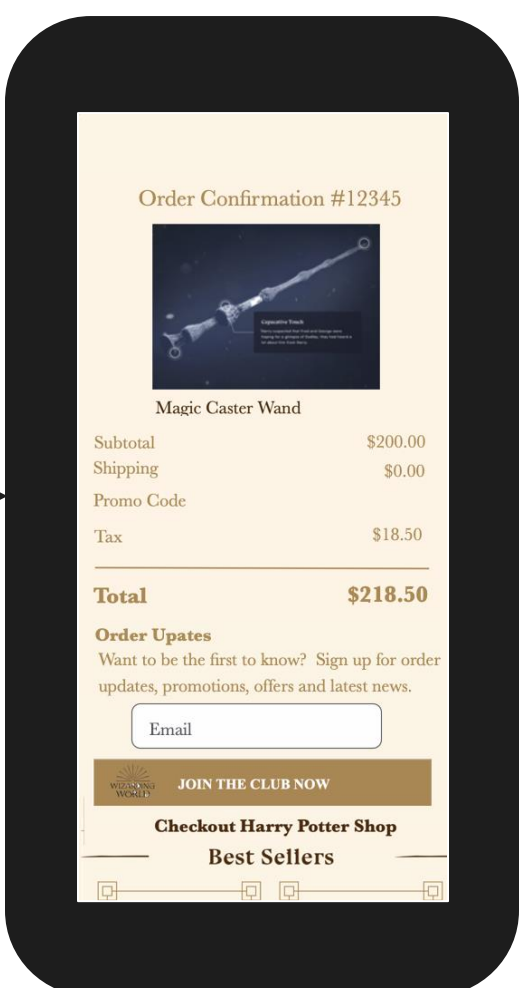 Order Confirmation #12345
Magic Caster Wand
Subtotal $200.00
Shipping $0.00
Promo Code
Tax $18.50
Total $218.50
Order Upates
Want to be the first to know? Sign up for order
updates, promotions, offers and latest news.
Email
WIZARDING
WORLD
JOIN THE CLUB NOW
Checkout Harry Potter Shop
Best Sellers